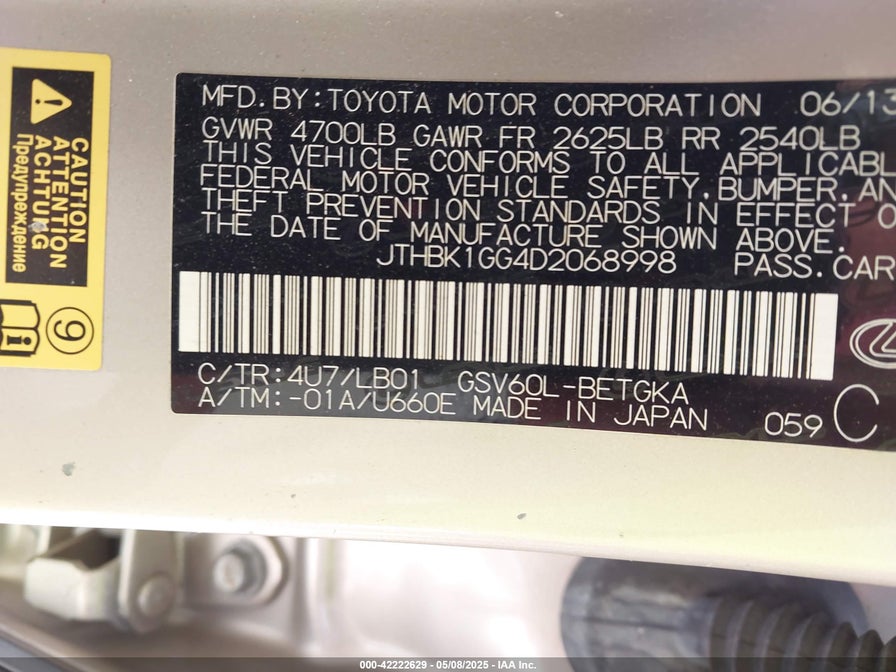 CAUTION
ATTENTION
ACHTUNG
Предупреждение
9
MFD.BY:TOYOTA MOTOR CORPORATION 06/13
GVWR 4700LB GAWR FR 2625LB RR 2540LB
THIS VEHICLE CONFORMS TO ALL APPLICABL
FEDERAL MOTOR VEHICLE SAFETY,BUMPER,AN
THEFT PREVENTION STANDARDS IN EFFECT O
THE DATE OF MANUFACTURE SHOWN ABOVE.
JTHBK1GG4D2068998 PASS.CAR
C/TR:4U7/LB01 GSV60L-BETGKA
A/TM:-01A/U660E MADE IN JAPAN 059 C
000-42222629 - 05/08/2025 - IAA Inc.